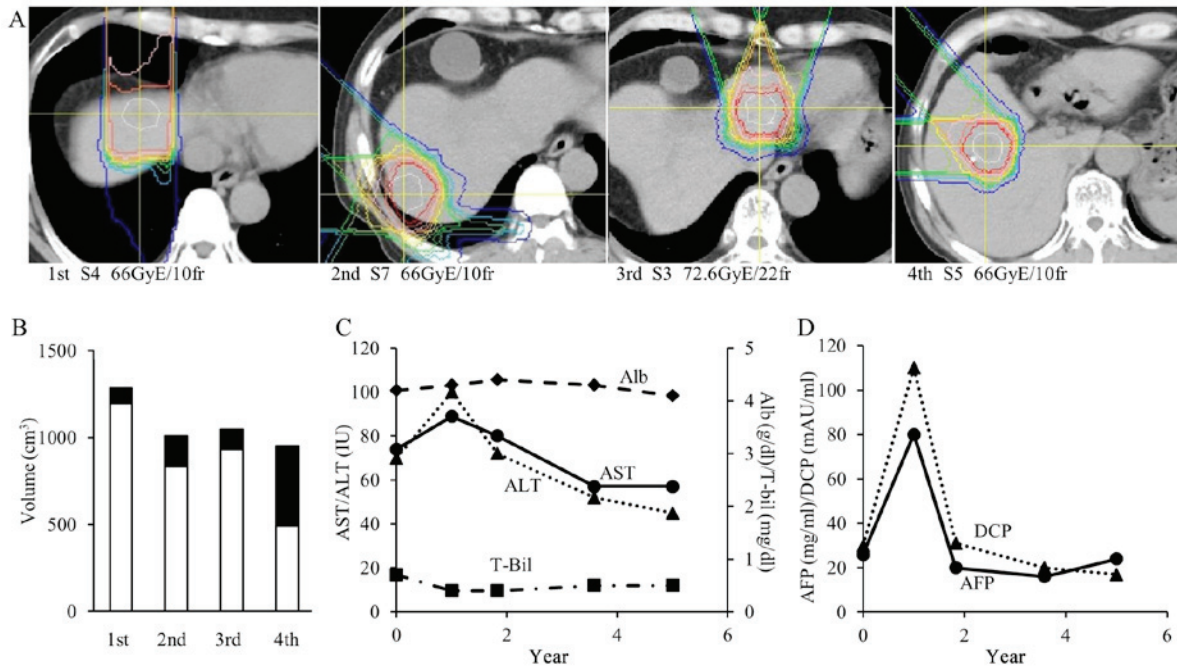 A
1st S4 66GyE/10fr
2nd S7 66GyE/10fr
3rd S3 72.6GyE/22fr
4th S5 66GyE/10fr
B
Volume (cm³)
1500
1000
500
0
1st 2nd 3rd 4th
C
AST/ALT (IU)
120
100
80
60
40
20
0
Alb
AST
ALT
T-Bil
5
4
3
2
1
0
Alb (g/dl)/T-bil (mg/dl)
0 2 4 6
Year
D
AFP (mg/ml)/DCP (mAU/ml)
120
100
80
60
40
20
0
DCP
AFP
0 2 4 6
Year